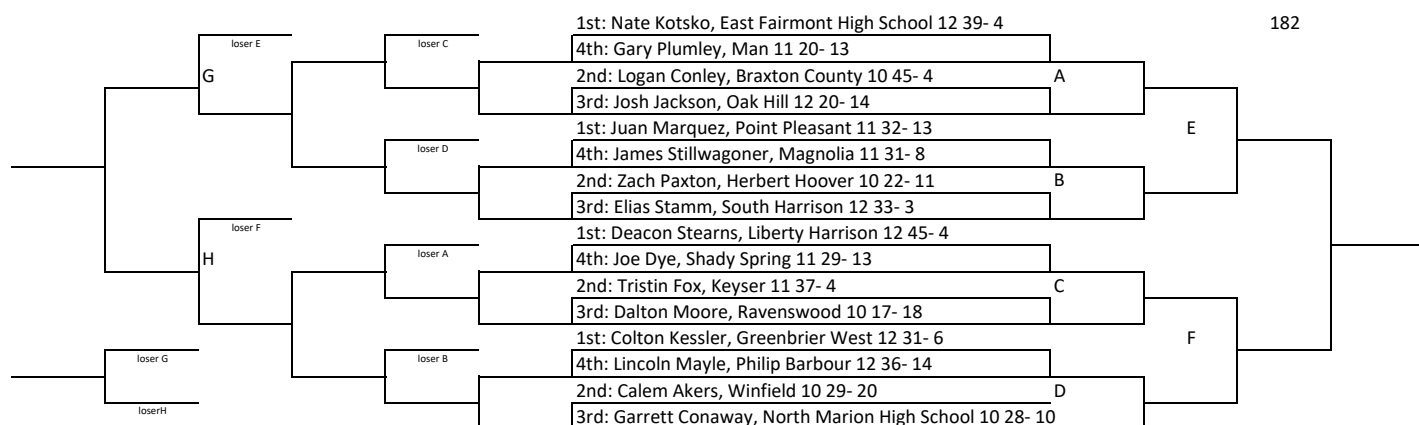 1st: Nate Kotsko, East Fairmont High School 12 39- 4
182
loser E
loser C
4th: Gary Plumley, Man 11 20- 13
G
2nd: Logan Conley, Braxton County 10 45- 4
A
3rd: Josh Jackson, Oak Hill 12 20- 14
1st: Juan Marquez, Point Pleasant 11 32- 13
E
loser D
4th: James Stillwagoner, Magnolia 11 31- 8
2nd: Zach Paxton, Herbert Hoover 10 22- 11
B
3rd: Elias Stamm, South Harrison 12 33- 3
loser F
1st: Deacon Stearns, Liberty Harrison 12 45- 4
H
loser A
4th: Joe Dye, Shady Spring 11 29- 13
2nd: Tristin Fox, Keyser 11 37- 4
C
3rd: Dalton Moore, Ravenswood 10 17- 18
1st: Colton Kessler, Greenbrier West 12 31- 6
F
loser G
loser B
4th: Lincoln Mayle, Philip Barbour 12 36- 14
2nd: Calem Akers, Winfield 10 29- 20
D
loserH
3rd: Garrett Conaway, North Marion High School 10 28- 10